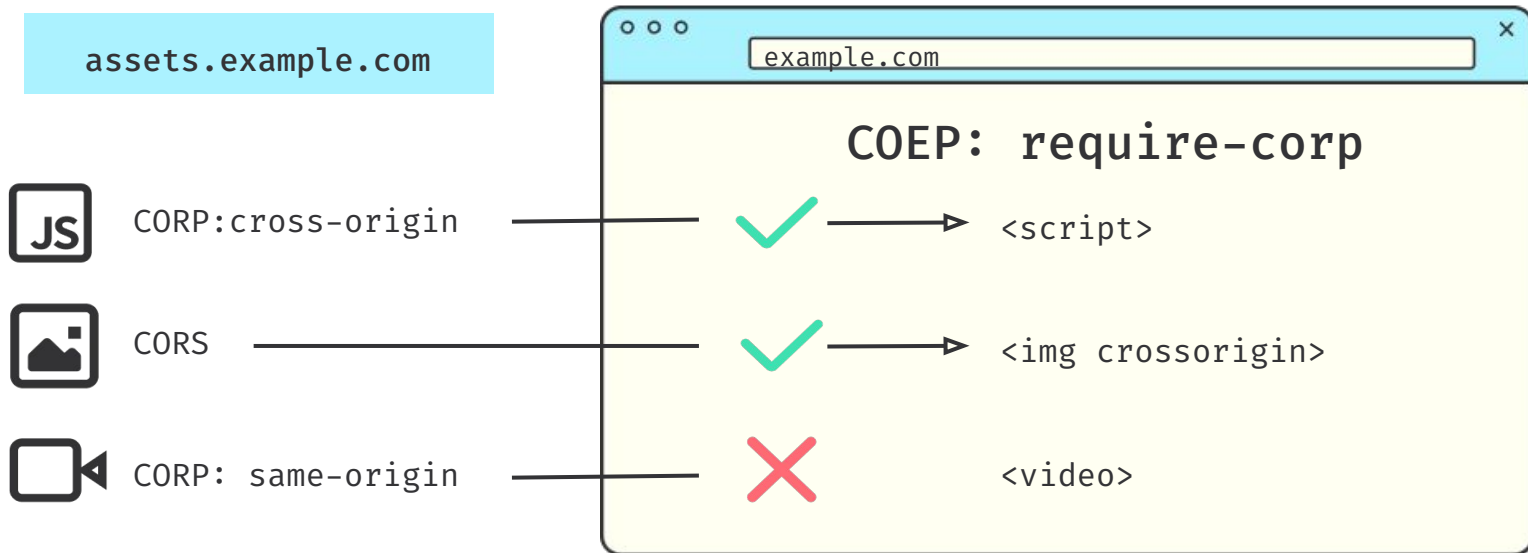 assets.example.com
example.com
COEP: require-corp
JS
CORP:cross-origin
<script>
CORS
<img crossorigin>
CORP: same-origin
<video>